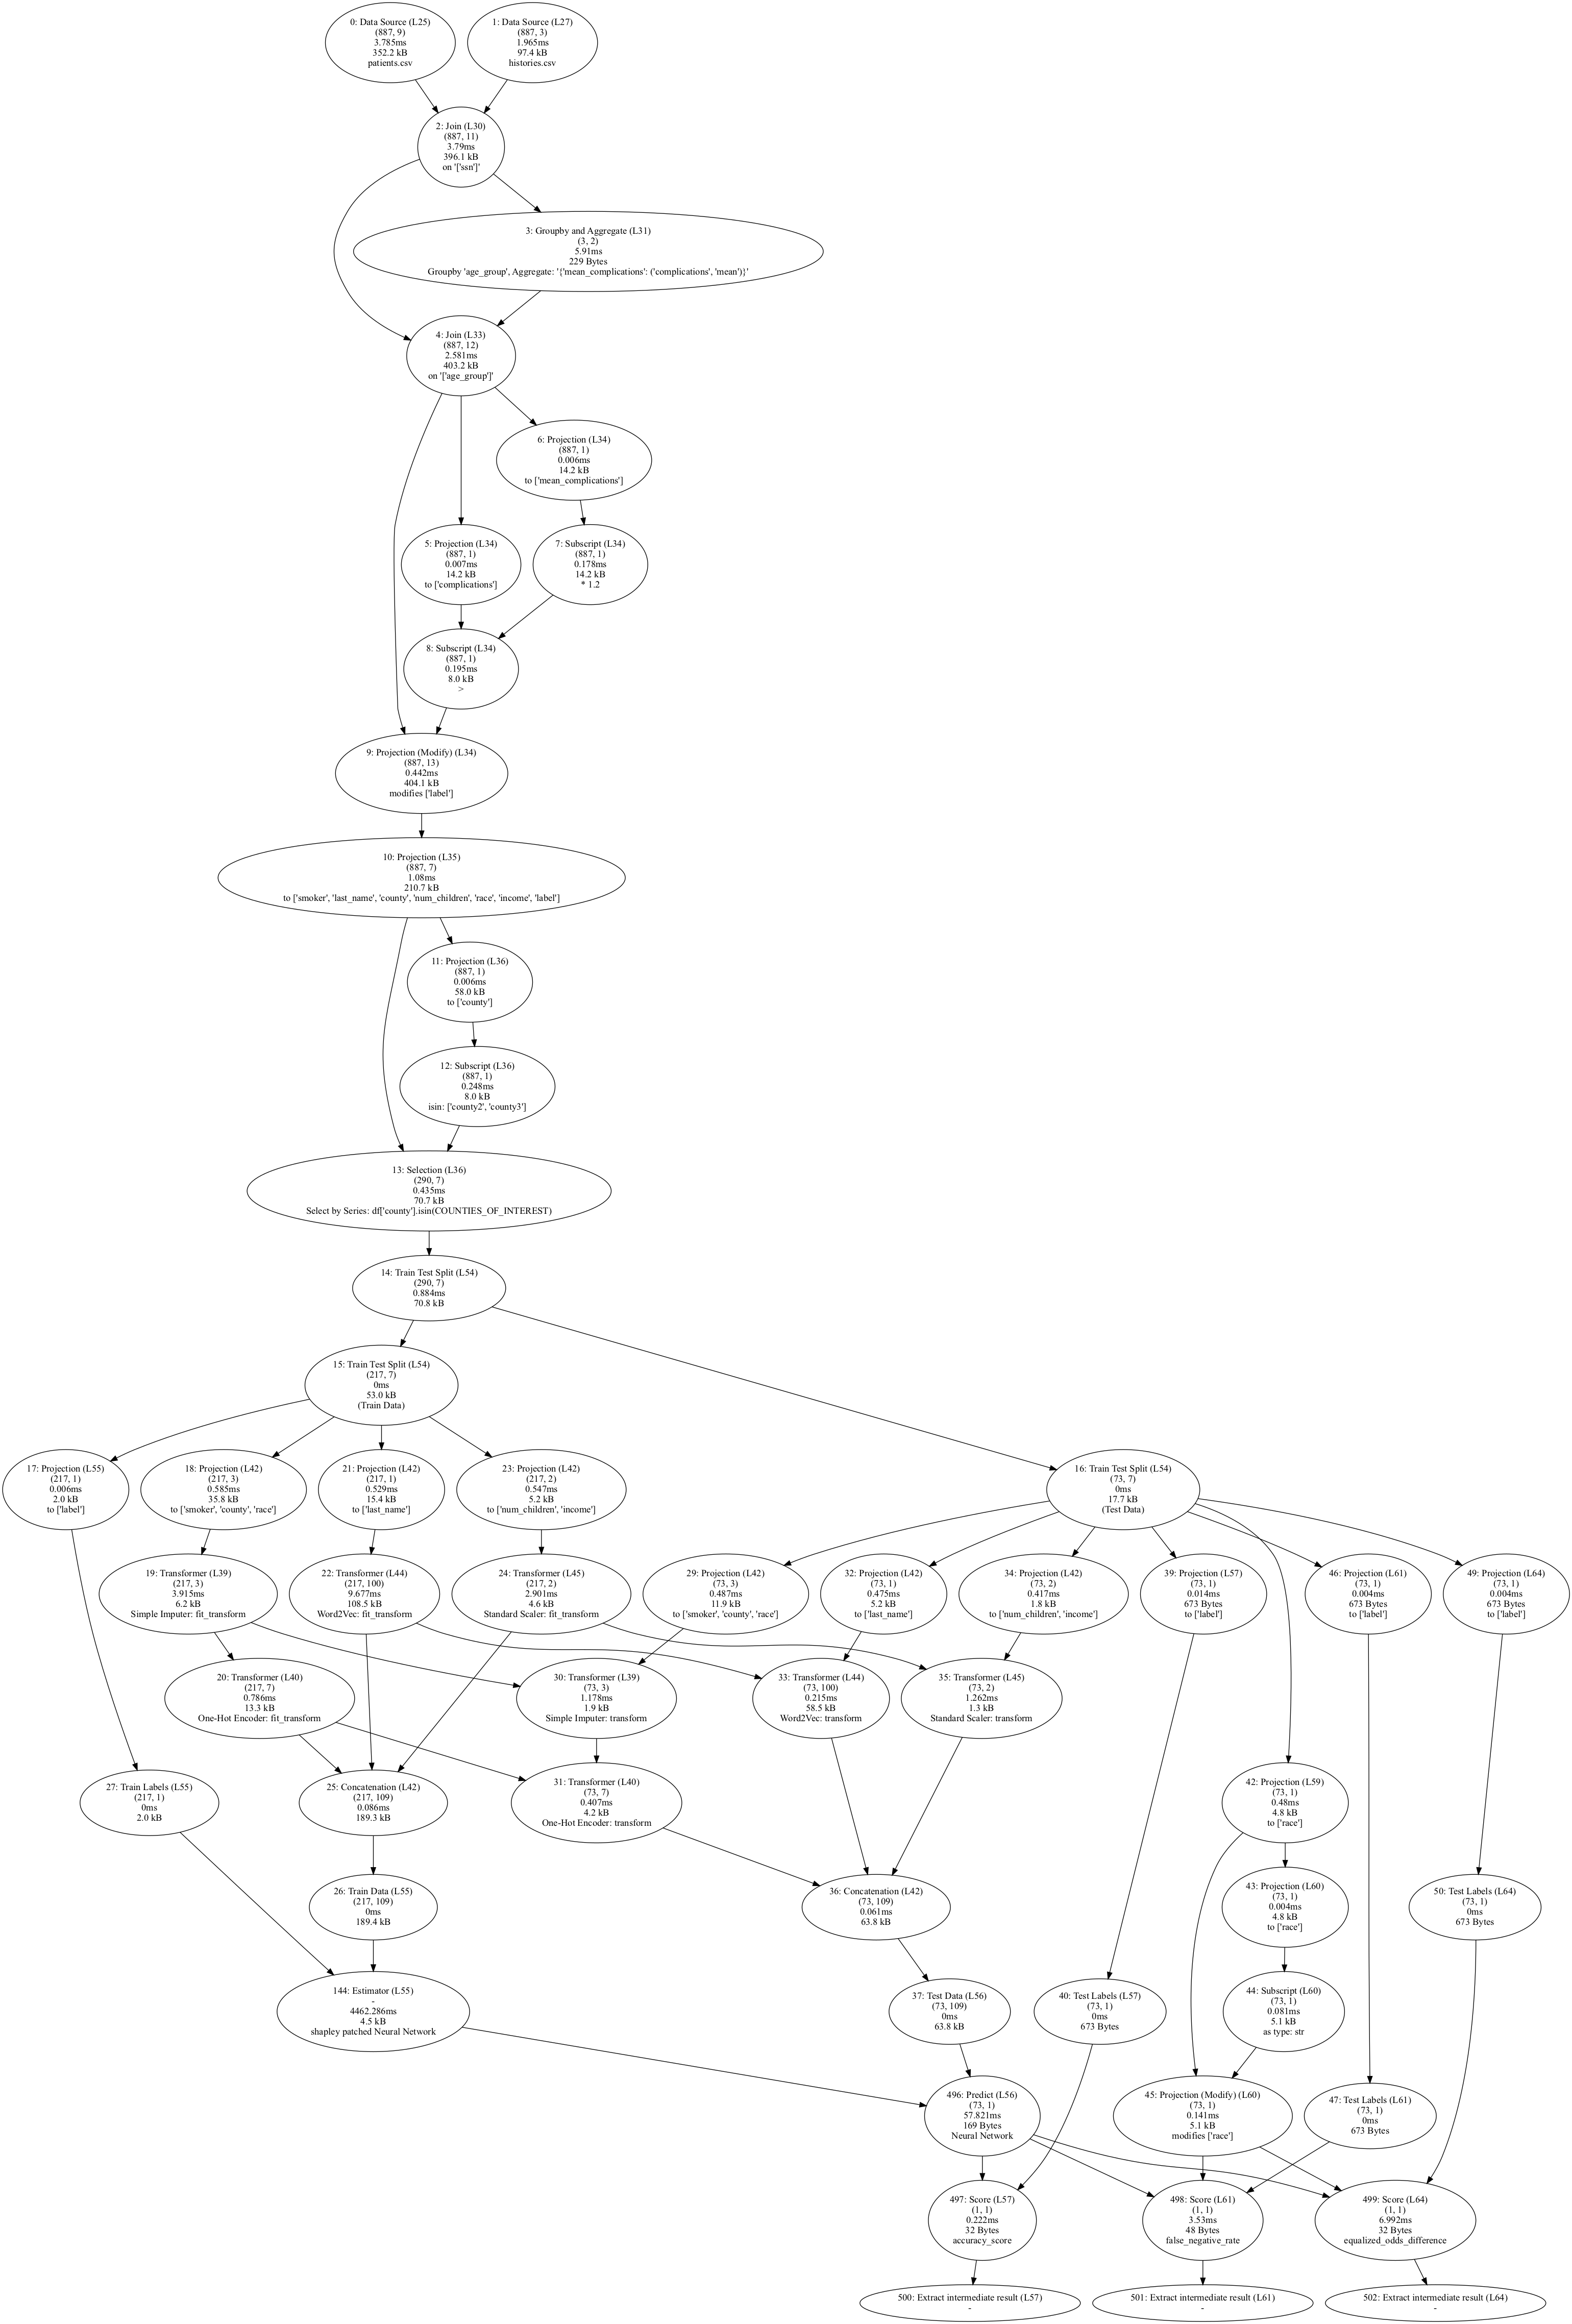 0: Data Source (L25)
(887, 9)
3.785ms
352.2 kB
patients.csv
1: Data Source (L27)
(887, 3)
1.965ms
97.4 kB
histories.csv
2: Join (L30)
(887, 11)
3.79ms
396.1 kB
on '['ssn']'
3: Groupby and Aggregate (L31)
(3, 2)
5.91ms
229 Bytes
Groupby 'age_group', Aggregate: '{'mean_complications': ('complications', 'mean')}'
4: Join (L33)
(887, 12)
2.581ms
403.2 kB
on '['age_group']'
6: Projection (L34)
(887, 1)
0.006ms
14.2 kB
to ['mean_complications']
5: Projection (L34)
(887, 1)
0.007ms
14.2 kB
to ['complications']
7: Subscript (L34)
(887, 1)
0.178ms
14.2 kB
* 1.2
8: Subscript (L34)
(887, 1)
0.195ms
8.0 kB
>
9: Projection (Modify) (L34)
(887, 13)
0.442ms
404.1 kB
modifies ['label']
10: Projection (L35)
(887, 7)
1.08ms
210.7 kB
to ['smoker', 'last_name', 'county', 'num_children', 'race', 'income', 'label']
11: Projection (L36)
(887, 1)
0.006ms
58.0 kB
to ['county']
12: Subscript (L36)
(887, 1)
0.248ms
8.0 kB
isin: ['county2', 'county3']
13: Selection (L36)
(290, 7)
0.435ms
70.7 kB
Select by Series: df['county'].isin(COUNTIES_OF_INTEREST)
14: Train Test Split (L54)
(290, 7)
0.884ms
70.8 kB
15: Train Test Split (L54)
(217, 7)
0ms
53.0 kB
(Train Data)
17: Projection (L55)
(217, 1)
0.006ms
2.0 kB
to ['label']
18: Projection (L42)
(217, 3)
0.585ms
35.8 kB
to ['smoker', 'county', 'race']
21: Projection (L42)
(217, 1)
0.529ms
15.4 kB
to ['last_name']
23: Projection (L42)
(217, 2)
0.547ms
5.2 kB
to ['num_children', 'income']
16: Train Test Split (L54)
(73, 7)
0ms
17.7 kB
(Test Data)
19: Transformer (L39)
(217, 3)
3.915ms
6.2 kB
Simple Imputer: fit_transform
22: Transformer (L44)
(217, 100)
9.677ms
108.5 kB
Word2Vec: fit_transform
24: Transformer (L45)
(217, 2)
2.901ms
4.6 kB
Standard Scaler: fit_transform
29: Projection (L42)
(73, 3)
0.487ms
11.9 kB
to ['smoker', 'county', 'race']
32: Projection (L42)
(73, 1)
0.475ms
5.2 kB
to ['last_name']
34: Projection (L42)
(73, 2)
0.417ms
1.8 kB
to ['num_children', 'income']
39: Projection (L57)
(73, 1)
0.014ms
673 Bytes
to ['label']
46: Projection (L61)
(73, 1)
0.004ms
673 Bytes
to ['label']
49: Projection (L64)
(73, 1)
0.004ms
673 Bytes
to ['label']
20: Transformer (L40)
(217, 7)
0.786ms
13.3 kB
One-Hot Encoder: fit_transform
30: Transformer (L39)
(73, 3)
1.178ms
1.9 kB
Simple Imputer: transform
33: Transformer (L44)
(73, 100)
0.215ms
58.5 kB
Word2Vec: transform
35: Transformer (L45)
(73, 2)
1.262ms
1.3 kB
Standard Scaler: transform
27: Train Labels (L55)
(217, 1)
0ms
2.0 kB
25: Concatenation (L42)
(217, 109)
0.086ms
189.3 kB
31: Transformer (L40)
(73, 7)
0.407ms
4.2 kB
One-Hot Encoder: transform
42: Projection (L59)
(73, 1)
0.48ms
4.8 kB
to ['race']
26: Train Data (L55)
(217, 109)
0ms
189.4 kB
36: Concatenation (L42)
(73, 109)
0.061ms
63.8 kB
43: Projection (L60)
(73, 1)
0.004ms
4.8 kB
to ['race']
50: Test Labels (L64)
(73, 1)
0ms
673 Bytes
144: Estimator (L55)
-
4462.286ms
4.5 kB
shapley patched Neural Network
37: Test Data (L56)
(73, 109)
0ms
63.8 kB
40: Test Labels (L57)
(73, 1)
0ms
673 Bytes
44: Subscript (L60)
(73, 1)
0.081ms
5.1 kB
as type: str
496: Predict (L56)
(73, 1)
57.821ms
169 Bytes
Neural Network
45: Projection (Modify) (L60)
(73, 1)
0.141ms
5.1 kB
modifies ['race']
47: Test Labels (L61)
(73, 1)
0ms
673 Bytes
497: Score (L57)
(1, 1)
0.222ms
32 Bytes
accuracy_score
498: Score (L61)
(1, 1)
3.53ms
48 Bytes
false_negative_rate
499: Score (L64)
(1, 1)
6.992ms
32 Bytes
equalized_odds_difference
500: Extract intermediate result (L57)
-
501: Extract intermediate result (L61)
-
502: Extract intermediate result (L64)
-